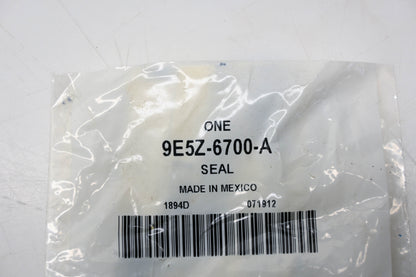 ONE
9E5Z-6700-A
SEAL
MADE IN MEXICO
1894D 071912